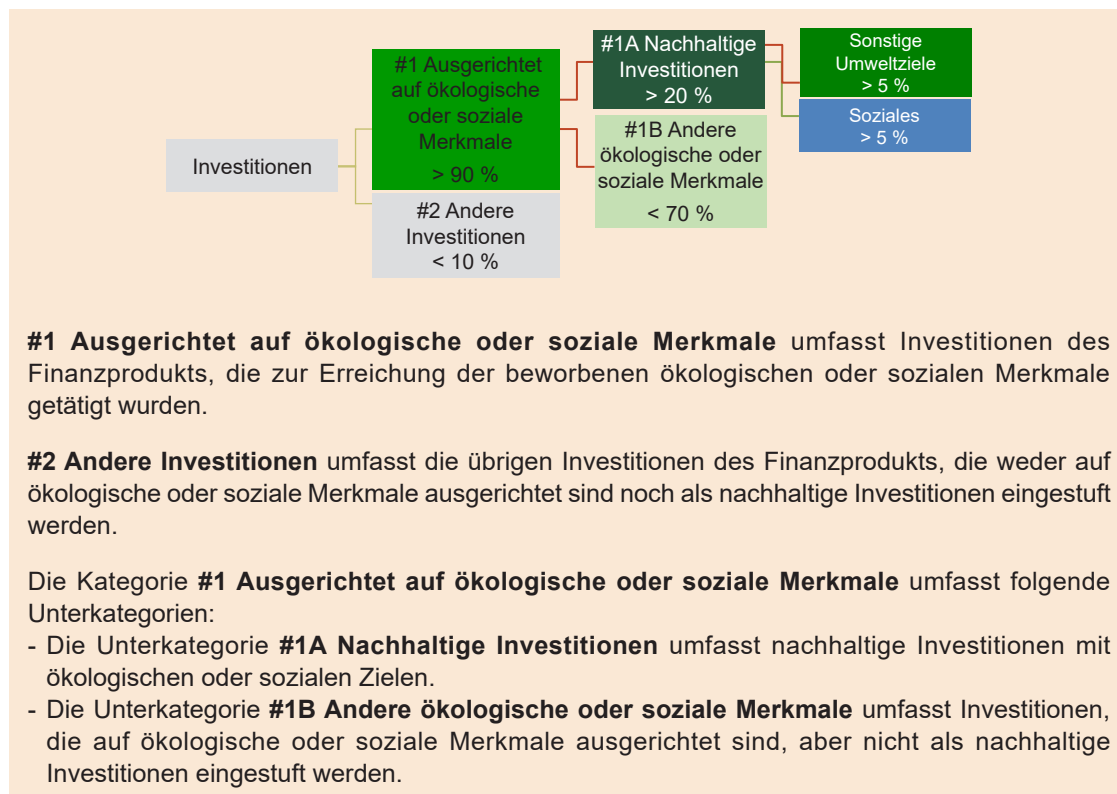 Investitionen
#1 Ausgerichtet
auf ökologische
oder soziale
Merkmale
> 90 %
#2 Andere
Investitionen
< 10 %
#1A Nachhaltige
Investitionen
> 20 %
#1B Andere
ökologische oder
soziale Merkmale
< 70 %
Sonstige
Umweltziele
> 5 %
Soziales
> 5 %
#1 Ausgerichtet auf ökologische oder soziale Merkmale umfasst Investitionen des
Finanzprodukts, die zur Erreichung der beworbenen ökologischen oder sozialen Merkmale
getätigt wurden.
#2 Andere Investitionen umfasst die übrigen Investitionen des Finanzprodukts, die weder auf
ökologische oder soziale Merkmale ausgerichtet sind noch als nachhaltige Investitionen eingestuft
werden.
Die Kategorie #1 Ausgerichtet auf ökologische oder soziale Merkmale umfasst folgende
Unterkategorien:
- Die Unterkategorie #1A Nachhaltige Investitionen umfasst nachhaltige Investitionen mit
ökologischen oder sozialen Zielen.
- Die Unterkategorie #1B Andere ökologische oder soziale Merkmale umfasst Investitionen,
die auf ökologische oder soziale Merkmale ausgerichtet sind, aber nicht als nachhaltige
Investitionen eingestuft werden.